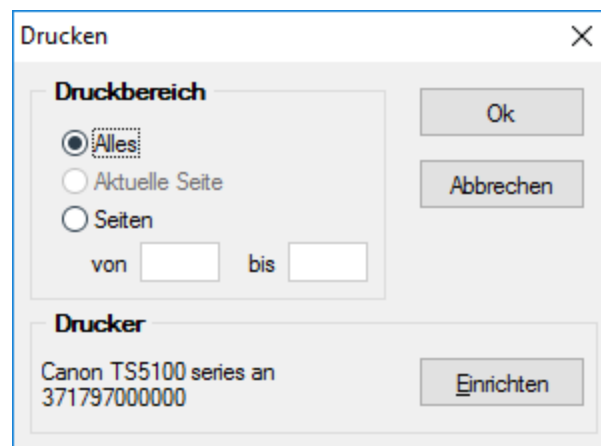 Drucken
Druckbereich
Alles
Aktuelle Seite
Seiten
von bis
Ok
Abbrechen
Drucker
Canon TS5100 series an
371797000000
Einrichten